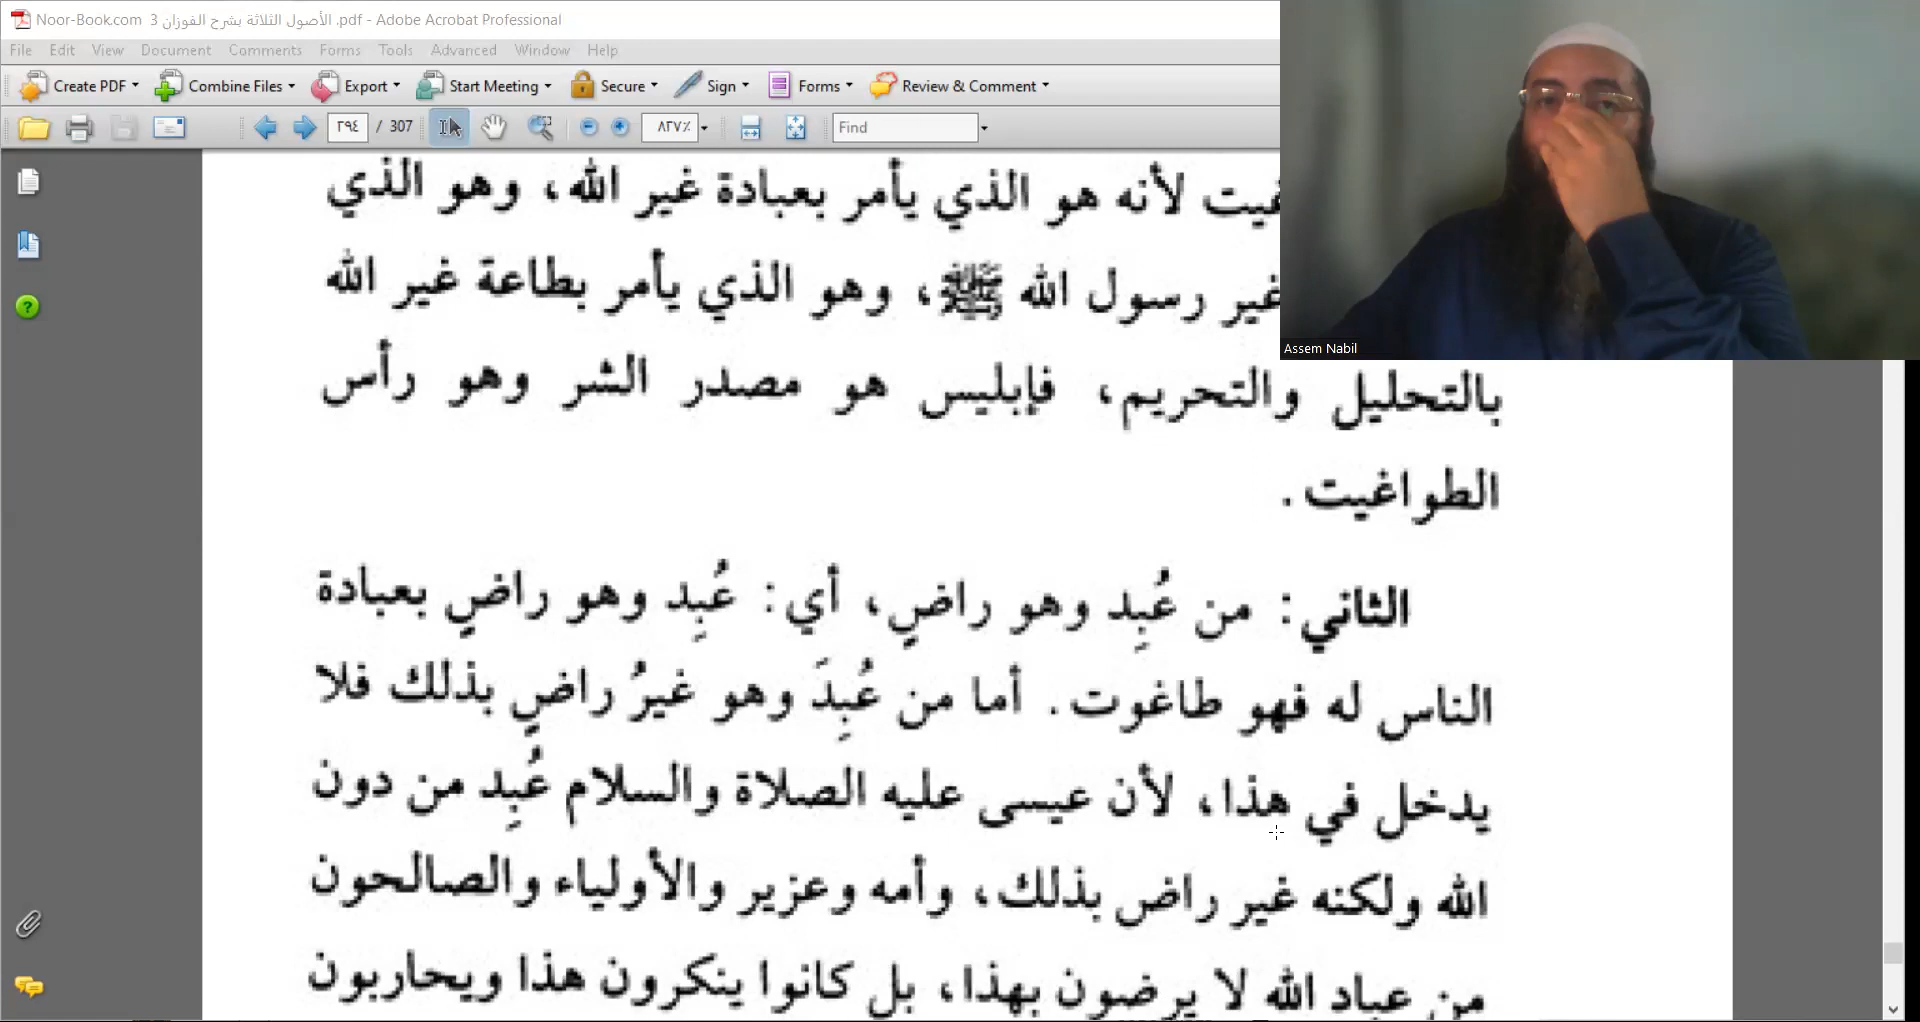 Noor-Book.com الأصول الثلاثة بشرح الفوزان 3 .pdf - Adobe Acrobat Professional
File Edit View Document Comments Forms Tools Advanced Window Help
Create PDF Combine Files Export Start Meeting Secure Sign Forms Review & Comment
٢٩٤ / 307 ٨٢٧٪ Find
Assem Nabil
لأنه هو الذي يأمر بعبادة غير الله، وهو الذي
غير رسول الله ﷺ، وهو الذي يأمر بطاعة غير الله
بالتحليل والتحريم، فإبليس هو مصدر الشر وهو رأس
الطواغيت.
الثاني: من عُبِد وهو راضٍ، أي: عُبِد وهو راضٍ بعبادة
الناس له فهو طاغوت. أما من عُبِدَ وهو غيرُ راضٍ بذلك فلا
يدخل في هذا، لأن عيسى عليه الصلاة والسلام عُبِد من دون
الله ولكنه غير راض بذلك، وأمه وعزير والأولياء والصالحون
من عباد الله لا يرضون بهذا، بل كانوا ينكرون هذا ويحاربون